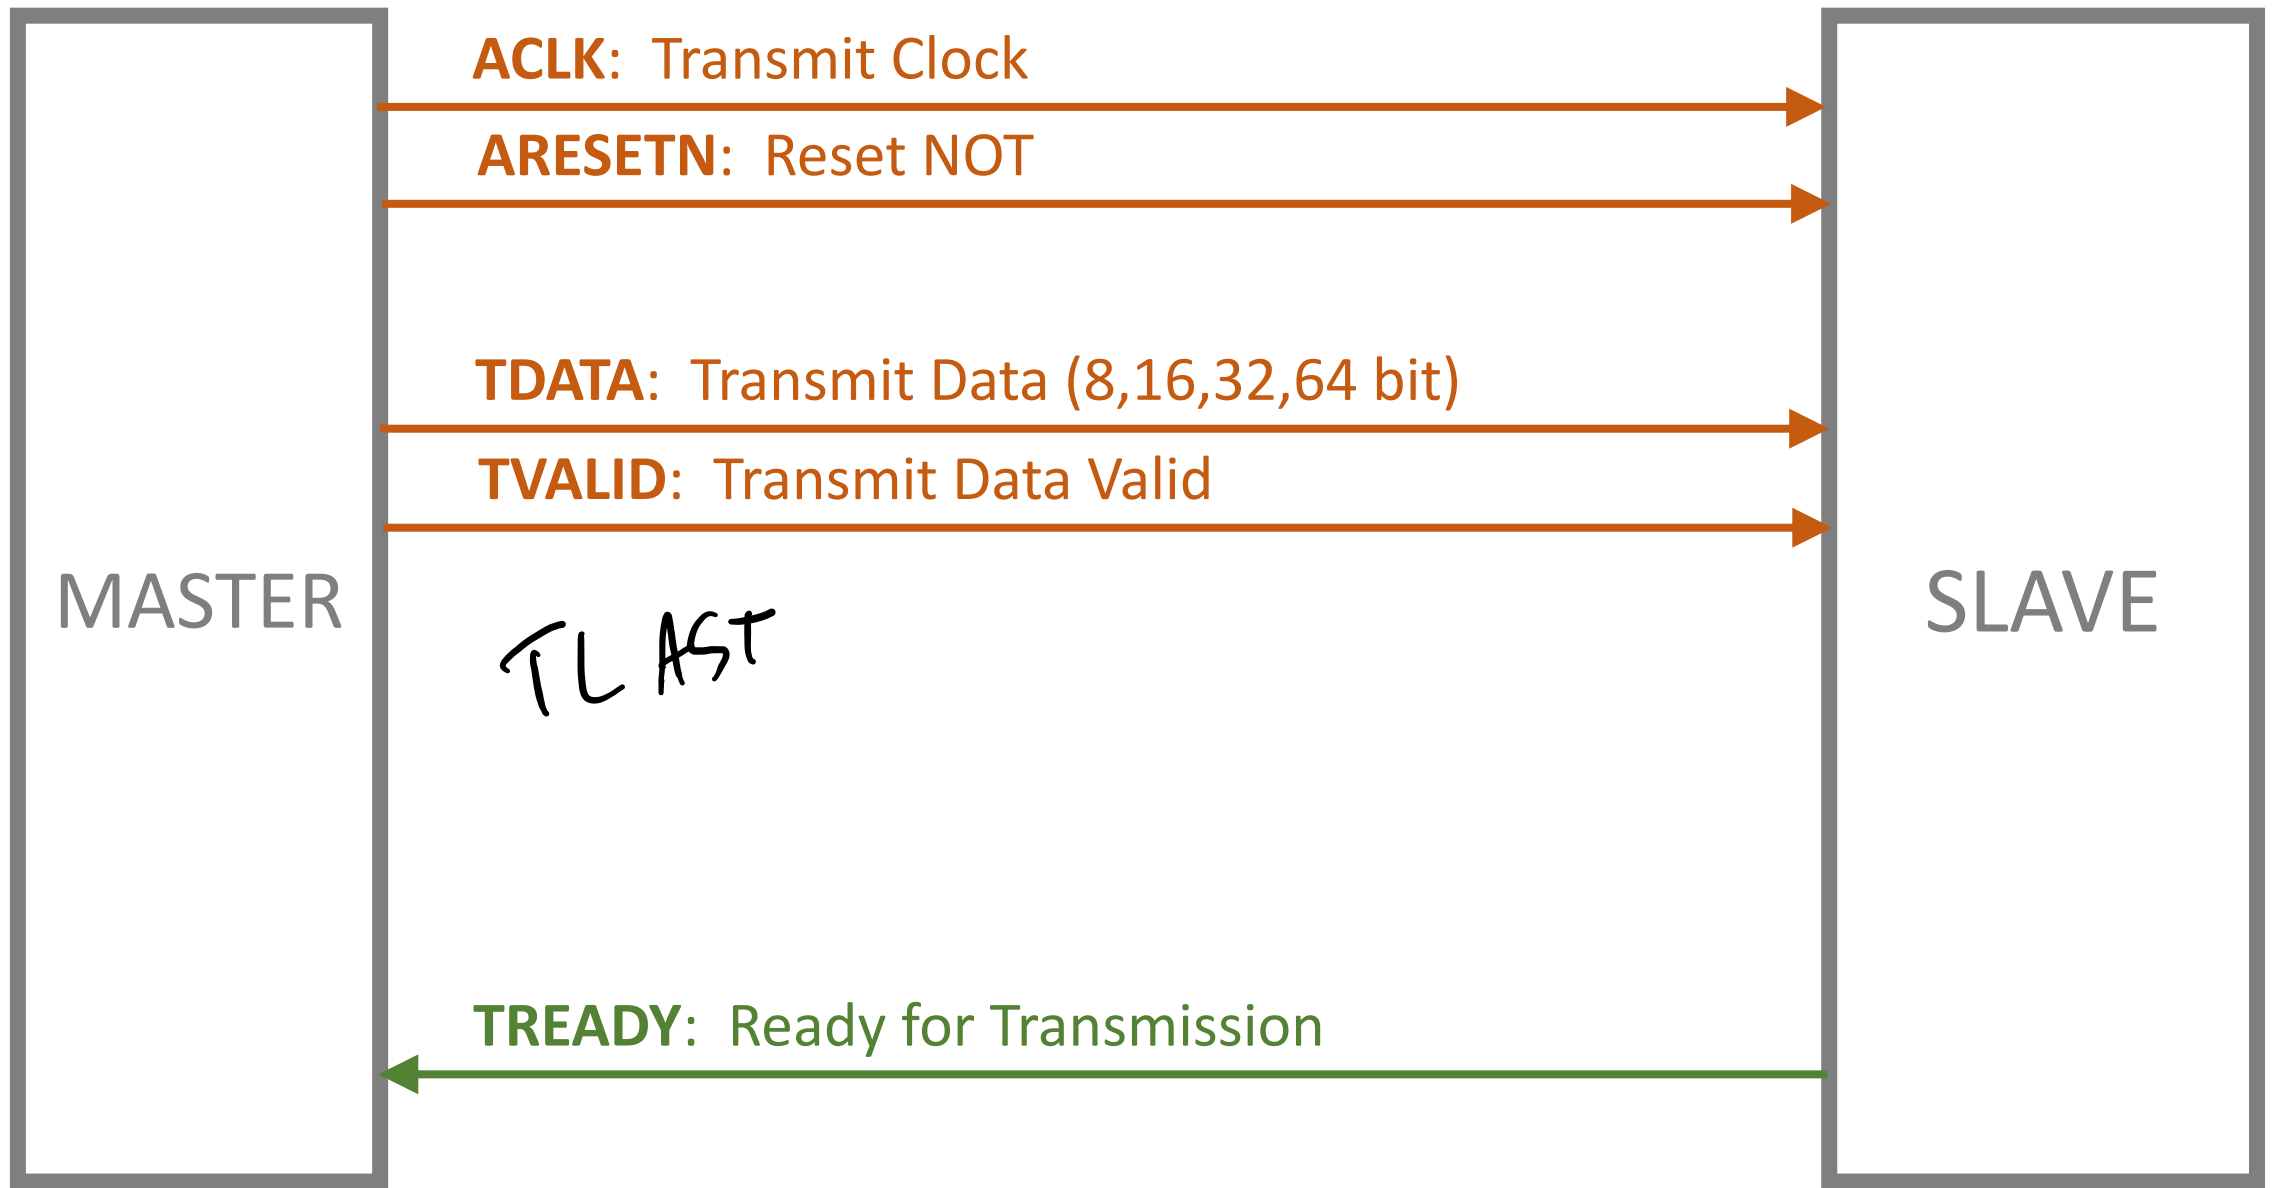 ACLK: Transmit Clock
ARESETN: Reset NOT
TDATA: Transmit Data (8,16,32,64 bit)
TVALID: Transmit Data Valid
MASTER
SLAVE
TLAST
TREADY: Ready for Transmission